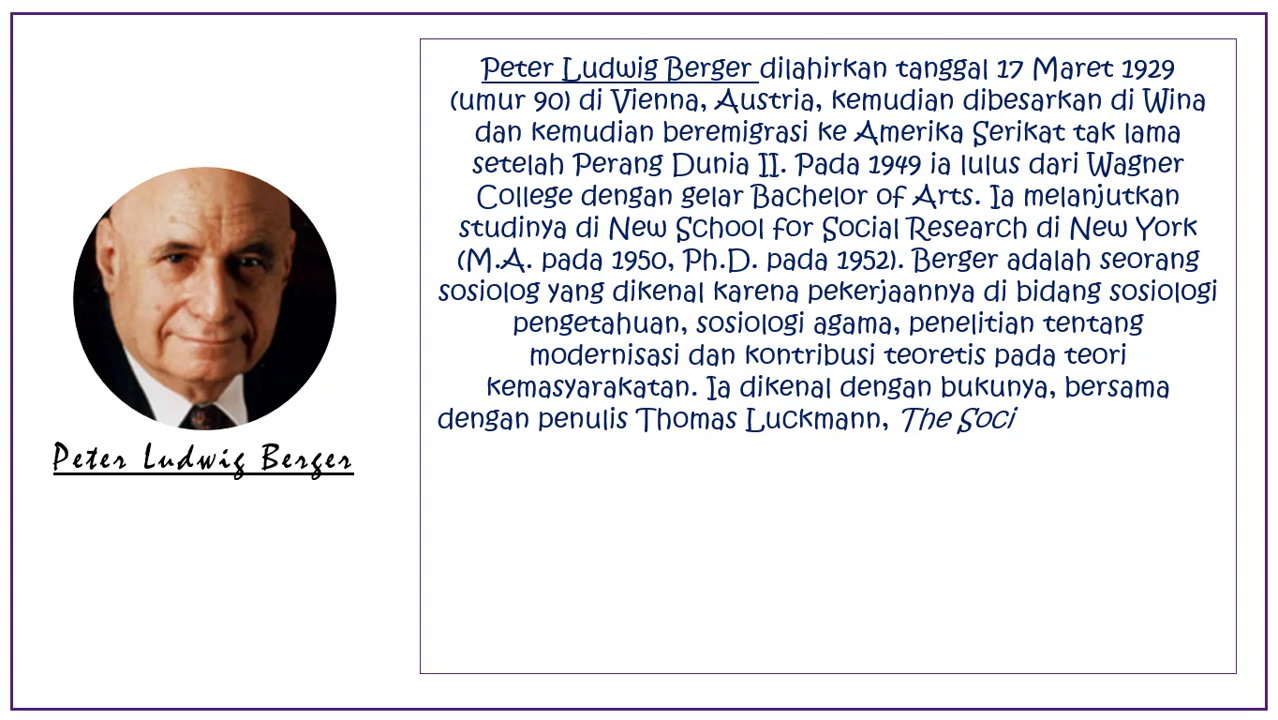 Peter Ludwig Berger dilahirkan tanggal 17 Maret 1929
(umur 90) di Vienna, Austria, kemudian dibesarkan di Wina
dan kemudian beremigrasi ke Amerika Serikat tak lama
setelah Perang Dunia II. Pada 1949 ia lulus dari Wagner
College dengan gelar Bachelor of Arts. Ia melanjutkan
studinya di New School for Social Research di New York
(M.A. pada 1950, Ph.D. pada 1952). Berger adalah seorang
sosiolog yang dikenal karena pekerjaannya di bidang sosiologi
pengetahuan, sosiologi agama, penelitian tentang
modernisasi dan kontribusi teoretis pada teori
kemasyarakatan. Ia dikenal dengan bukunya, bersama
dengan penulis Thomas Luckmann, The Soci
Peter Ludwig Berger